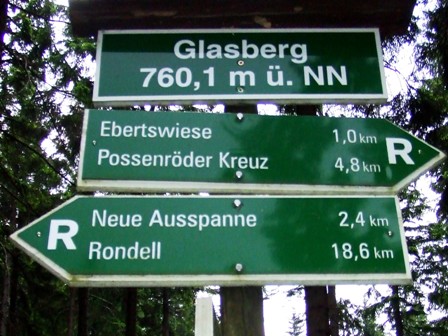 Glasberg
760,1 m ü. NN
Ebertswiese 1,0 km R
Possenröder Kreuz 4,8 km
R Neue Ausspanne 2,4 km
Rondell 18,6 km